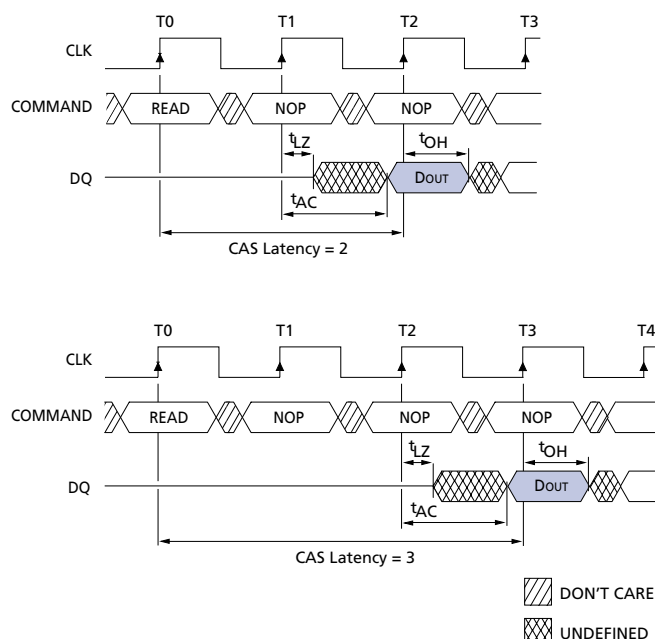 T0 T1 T2 T3
CLK
COMMAND READ NOP NOP
tLZ tOH
DQ DOUT
tAC
CAS Latency = 2
T0 T1 T2 T3 T4
CLK
COMMAND READ NOP NOP NOP
tLZ tOH
DQ DOUT
tAC
CAS Latency = 3
DON'T CARE
UNDEFINED